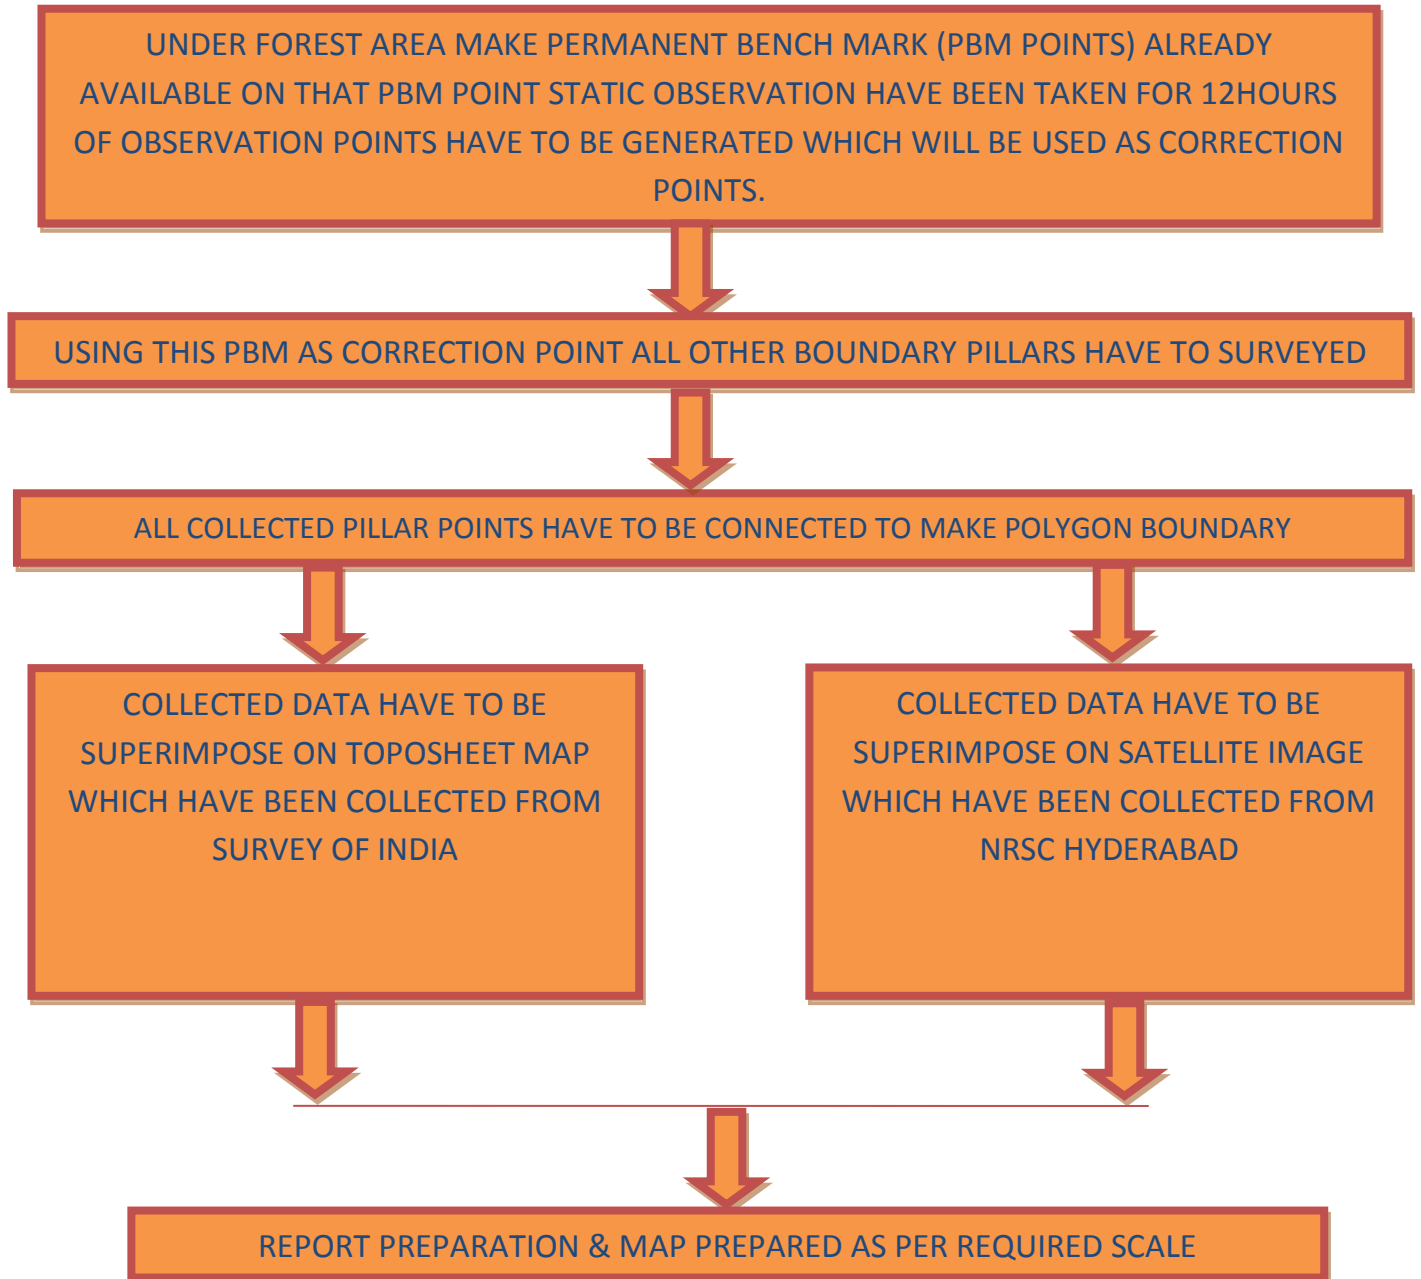 UNDER FOREST AREA MAKE PERMANENT BENCH MARK (PBM POINTS) ALREADY
AVAILABLE ON THAT PBM POINT STATIC OBSERVATION HAVE BEEN TAKEN FOR 12HOURS
OF OBSERVATION POINTS HAVE TO BE GENERATED WHICH WILL BE USED AS CORRECTION
POINTS.
USING THIS PBM AS CORRECTION POINT ALL OTHER BOUNDARY PILLARS HAVE TO SURVEYED
ALL COLLECTED PILLAR POINTS HAVE TO BE CONNECTED TO MAKE POLYGON BOUNDARY
COLLECTED DATA HAVE TO BE
SUPERIMPOSE ON TOPOSHEET MAP
WHICH HAVE BEEN COLLECTED FROM
SURVEY OF INDIA
COLLECTED DATA HAVE TO BE
SUPERIMPOSE ON SATELLITE IMAGE
WHICH HAVE BEEN COLLECTED FROM
NRSC HYDERABAD
REPORT PREPARATION & MAP PREPARED AS PER REQUIRED SCALE